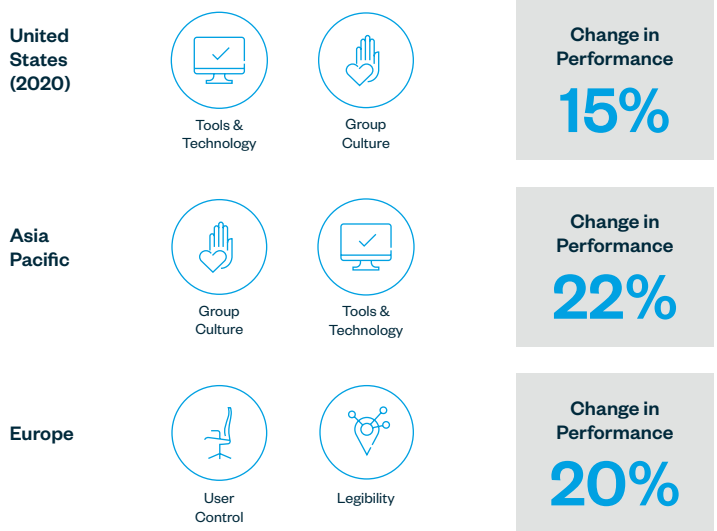 United
States
(2020)
Tools &
Technology
Group
Culture
Change in
Performance
15%
Asia
Pacific
Group
Culture
Tools &
Technology
Change in
Performance
22%
Europe
User
Control
Legibility
Change in
Performance
20%